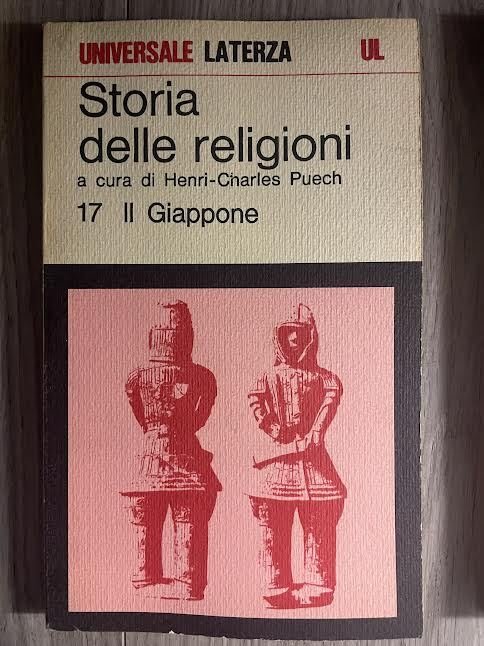 UNIVERSALE LATERZA UL
Storia
delle religioni
a cura di Henri-Charles Puech
17 Il Giappone